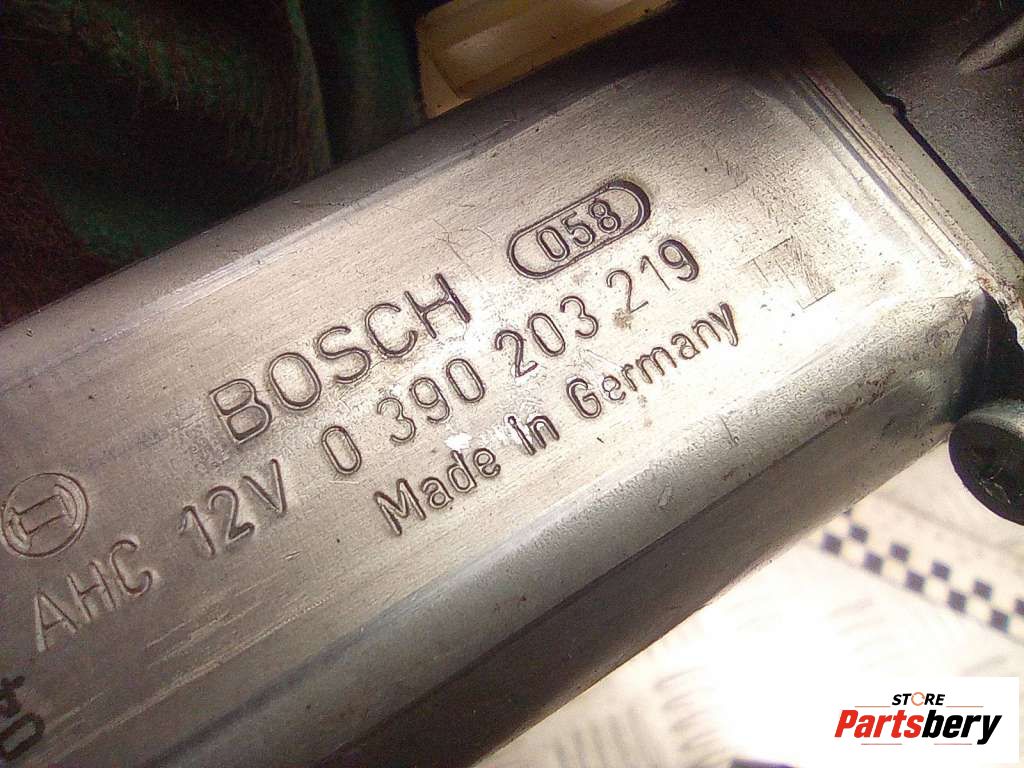 058
BOSCH
AHC 12V 0 390 203 219
Made in Germany
STORE
Partsbery